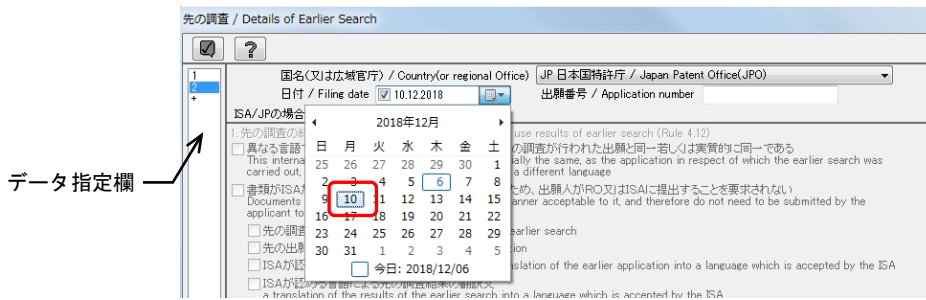 先の調査 / Details of Earlier Search
?
1
2
+
国名(又は広域官庁) / Country(or regional Office) JP 日本国特許庁 / Japan Patent Office(JPO)
日付 / Filing date 10.12.2018 出願番号 / Application number
ISA/JPの場合
2018年12月
日 月 火 水 木 金 土
25 26 27 28 29 30 1
2 3 4 5 6 7 8
9 10 11 12 13 14 15
16 17 18 19 20 21 22
23 24 25 26 27 28 29
30 31 1 2 3 4 5
今日: 2018/12/06
1. 先の調査の use results of earlier search (Rule 4.12)
異なる言語 の調査が行われた出願と同一若しくは実質的に同一である
This interna ially the same, as the application in respect of which the earlier search was
carried out, a different language
書類がISA ため、出願人がRO又はISAに提出することを要求されない
Documents anner acceptable to it, and therefore do not need to be submitted by the
applicant to
先の調査 earlier search
先の出願 ion
ISAが認 nslation of the earlier application into a language which is accepted by the ISA
ISAが認める言語による先の調査結果の翻訳文
a translation of the results of the earlier search into a language which is accepted by the ISA
データ指定欄